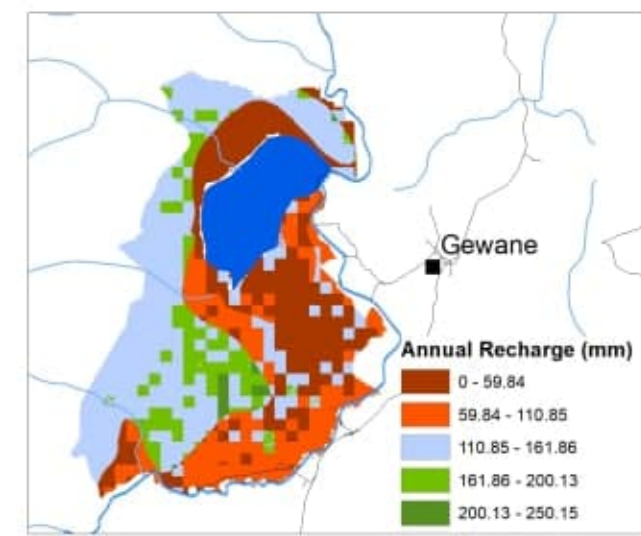 Gewane
Annual Recharge (mm)
0 - 59.84
59.84 - 110.85
110.85 - 161.86
161.86 - 200.13
200.13 - 250.15